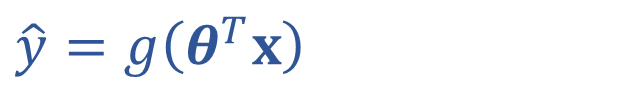 ŷ = g(𝜽ᵀ𝐱)